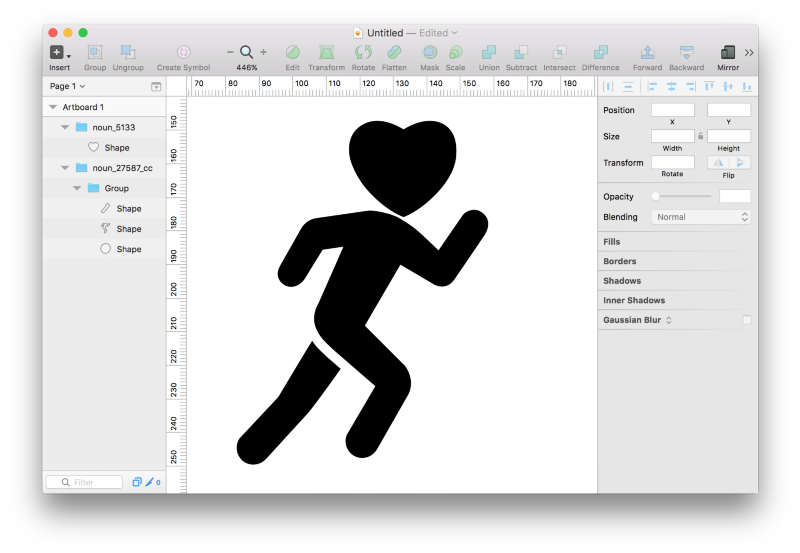 Untitled — Edited
Insert Group Ungroup Create Symbol 446% Edit Transform Rotate Flatten Mask Scale Union Subtract Intersect Difference Forward Backward Mirror
Page 1
70 80 90 100 110 120 130 140 150 160 170 180
Artboard 1
noun_5133
Shape
noun_27587_cc
Group
Shape
Shape
Shape
Filter
0
150
160
170
180
190
200
210
220
230
240
250
Position
X Y
Size
Width Height
Transform
Rotate Flip
Opacity
Blending Normal
Fills
Borders
Shadows
Inner Shadows
Gaussian Blur